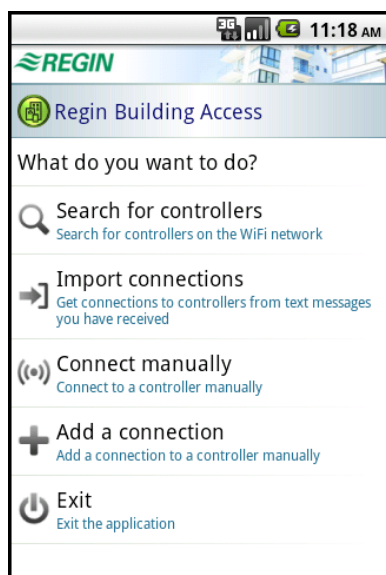 3G 11:18 AM
REGIN
Regin Building Access
What do you want to do?
Search for controllers
Search for controllers on the WiFi network
Import connections
Get connections to controllers from text messages
you have received
Connect manually
Connect to a controller manually
Add a connection
Add a connection to a controller manually
Exit
Exit the application